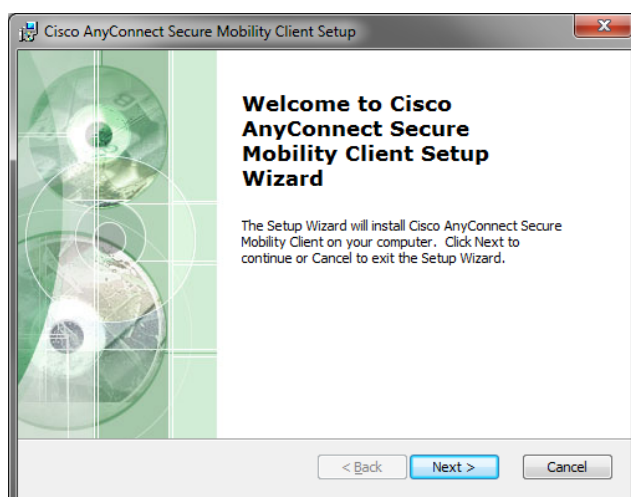 Cisco AnyConnect Secure Mobility Client Setup
Welcome to Cisco
AnyConnect Secure
Mobility Client Setup
Wizard
The Setup Wizard will install Cisco AnyConnect Secure
Mobility Client on your computer. Click Next to
continue or Cancel to exit the Setup Wizard.
< Back
Next >
Cancel